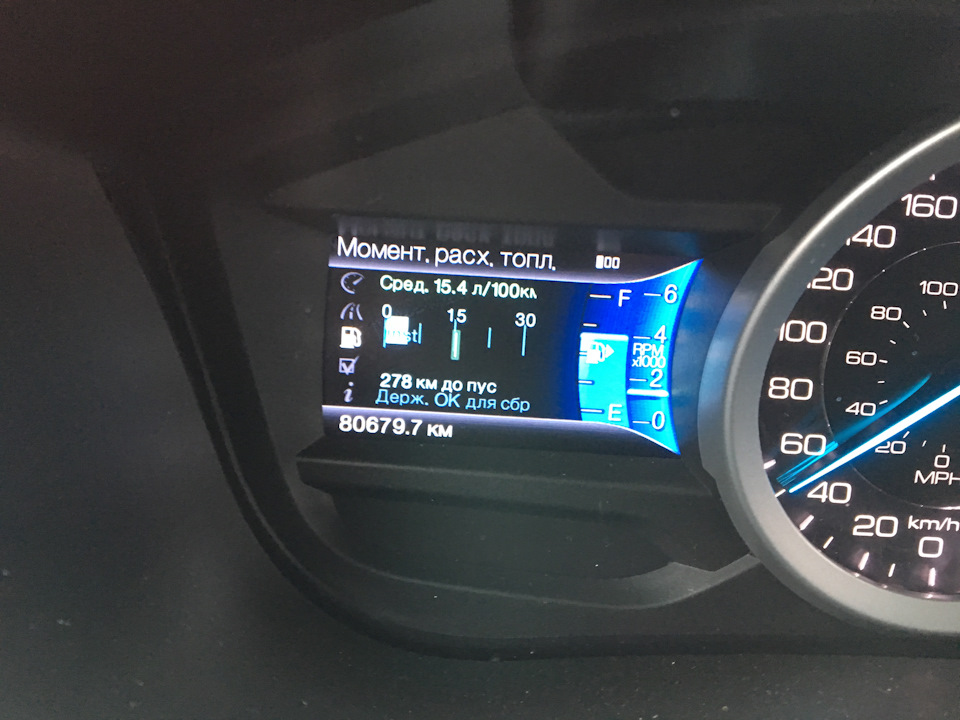 Момент. расх. топл.
Сред. 15.4 л/100км
0 15 30
Inst
278 км до пус
Держ. ОК для сбр
80679.7 км
F
E
6
4
RPM
x1000
2
0
160
140
120
100
80
60
40
20
0
km/h
100
80
60
40
20
0
MPH